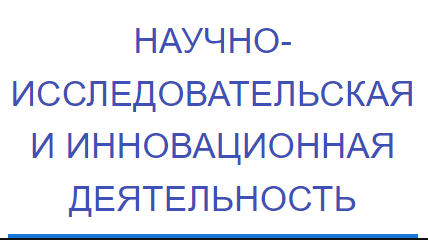 НАУЧНО-
ИССЛЕДОВАТЕЛЬСКАЯ
И ИННОВАЦИОННАЯ
ДЕЯТЕЛЬНОСТЬ